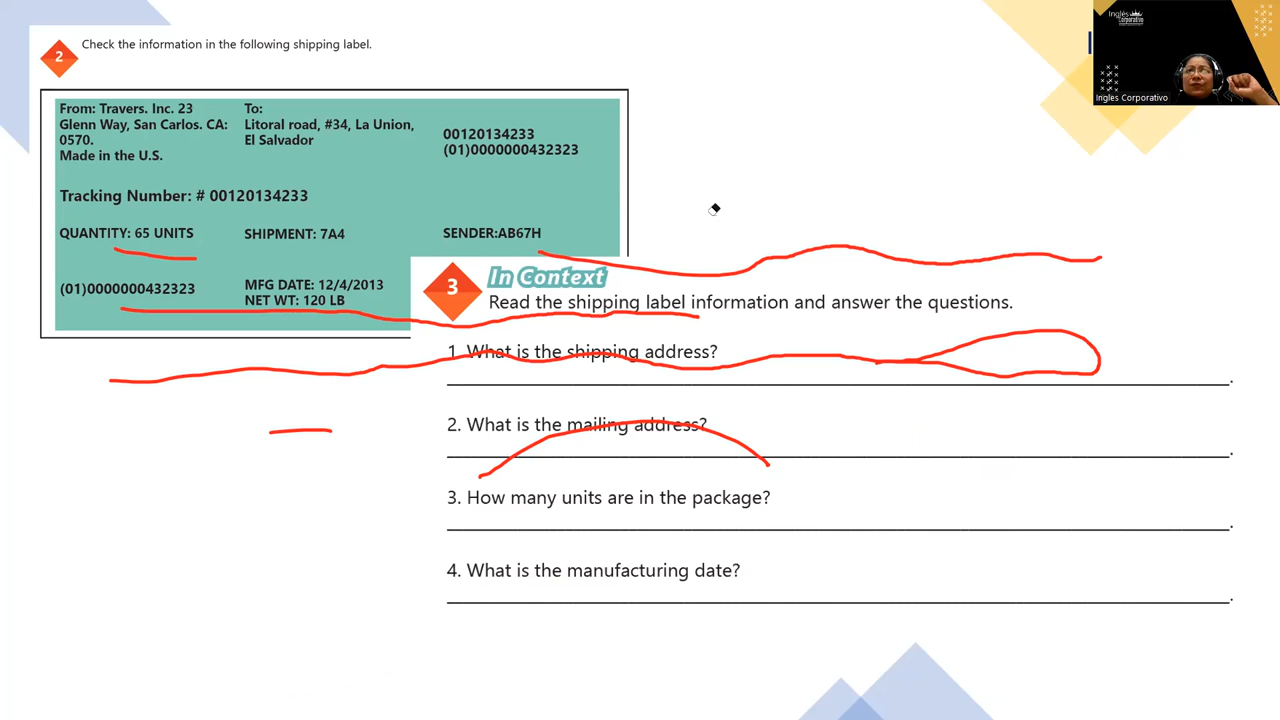 2
Check the information in the following shipping label.
From: Travers. Inc. 23
Glenn Way, San Carlos. CA:
0570.
Made in the U.S.
To:
Litoral road, #34, La Union,
El Salvador
00120134233
(01)0000000432323
Tracking Number: # 00120134233
QUANTITY: 65 UNITS
SHIPMENT: 7A4
SENDER:AB67H
(01)0000000432323
MFG DATE: 12/4/2013
NET WT: 120 LB
3
In Context
Read the shipping label information and answer the questions.
1. What is the shipping address?
2. What is the mailing address?
3. How many units are in the package?
4. What is the manufacturing date?
Inglés
Corporativo
Ingles Corporativo